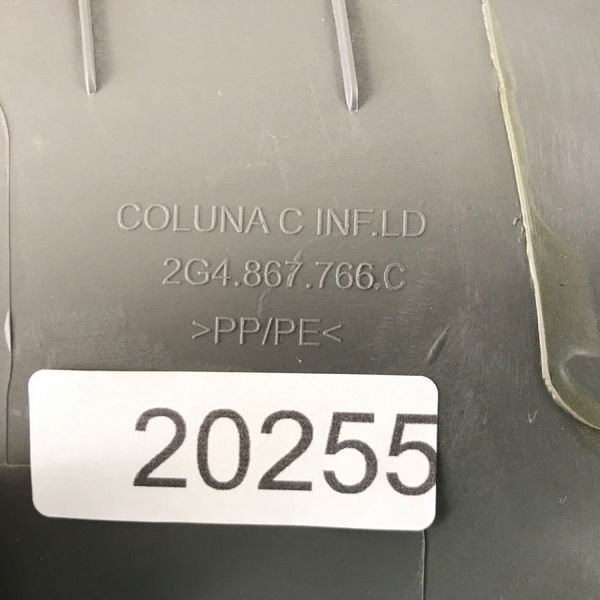 COLUNA C INF.LD
2G4.867.766.C
>PP/PE<
20255